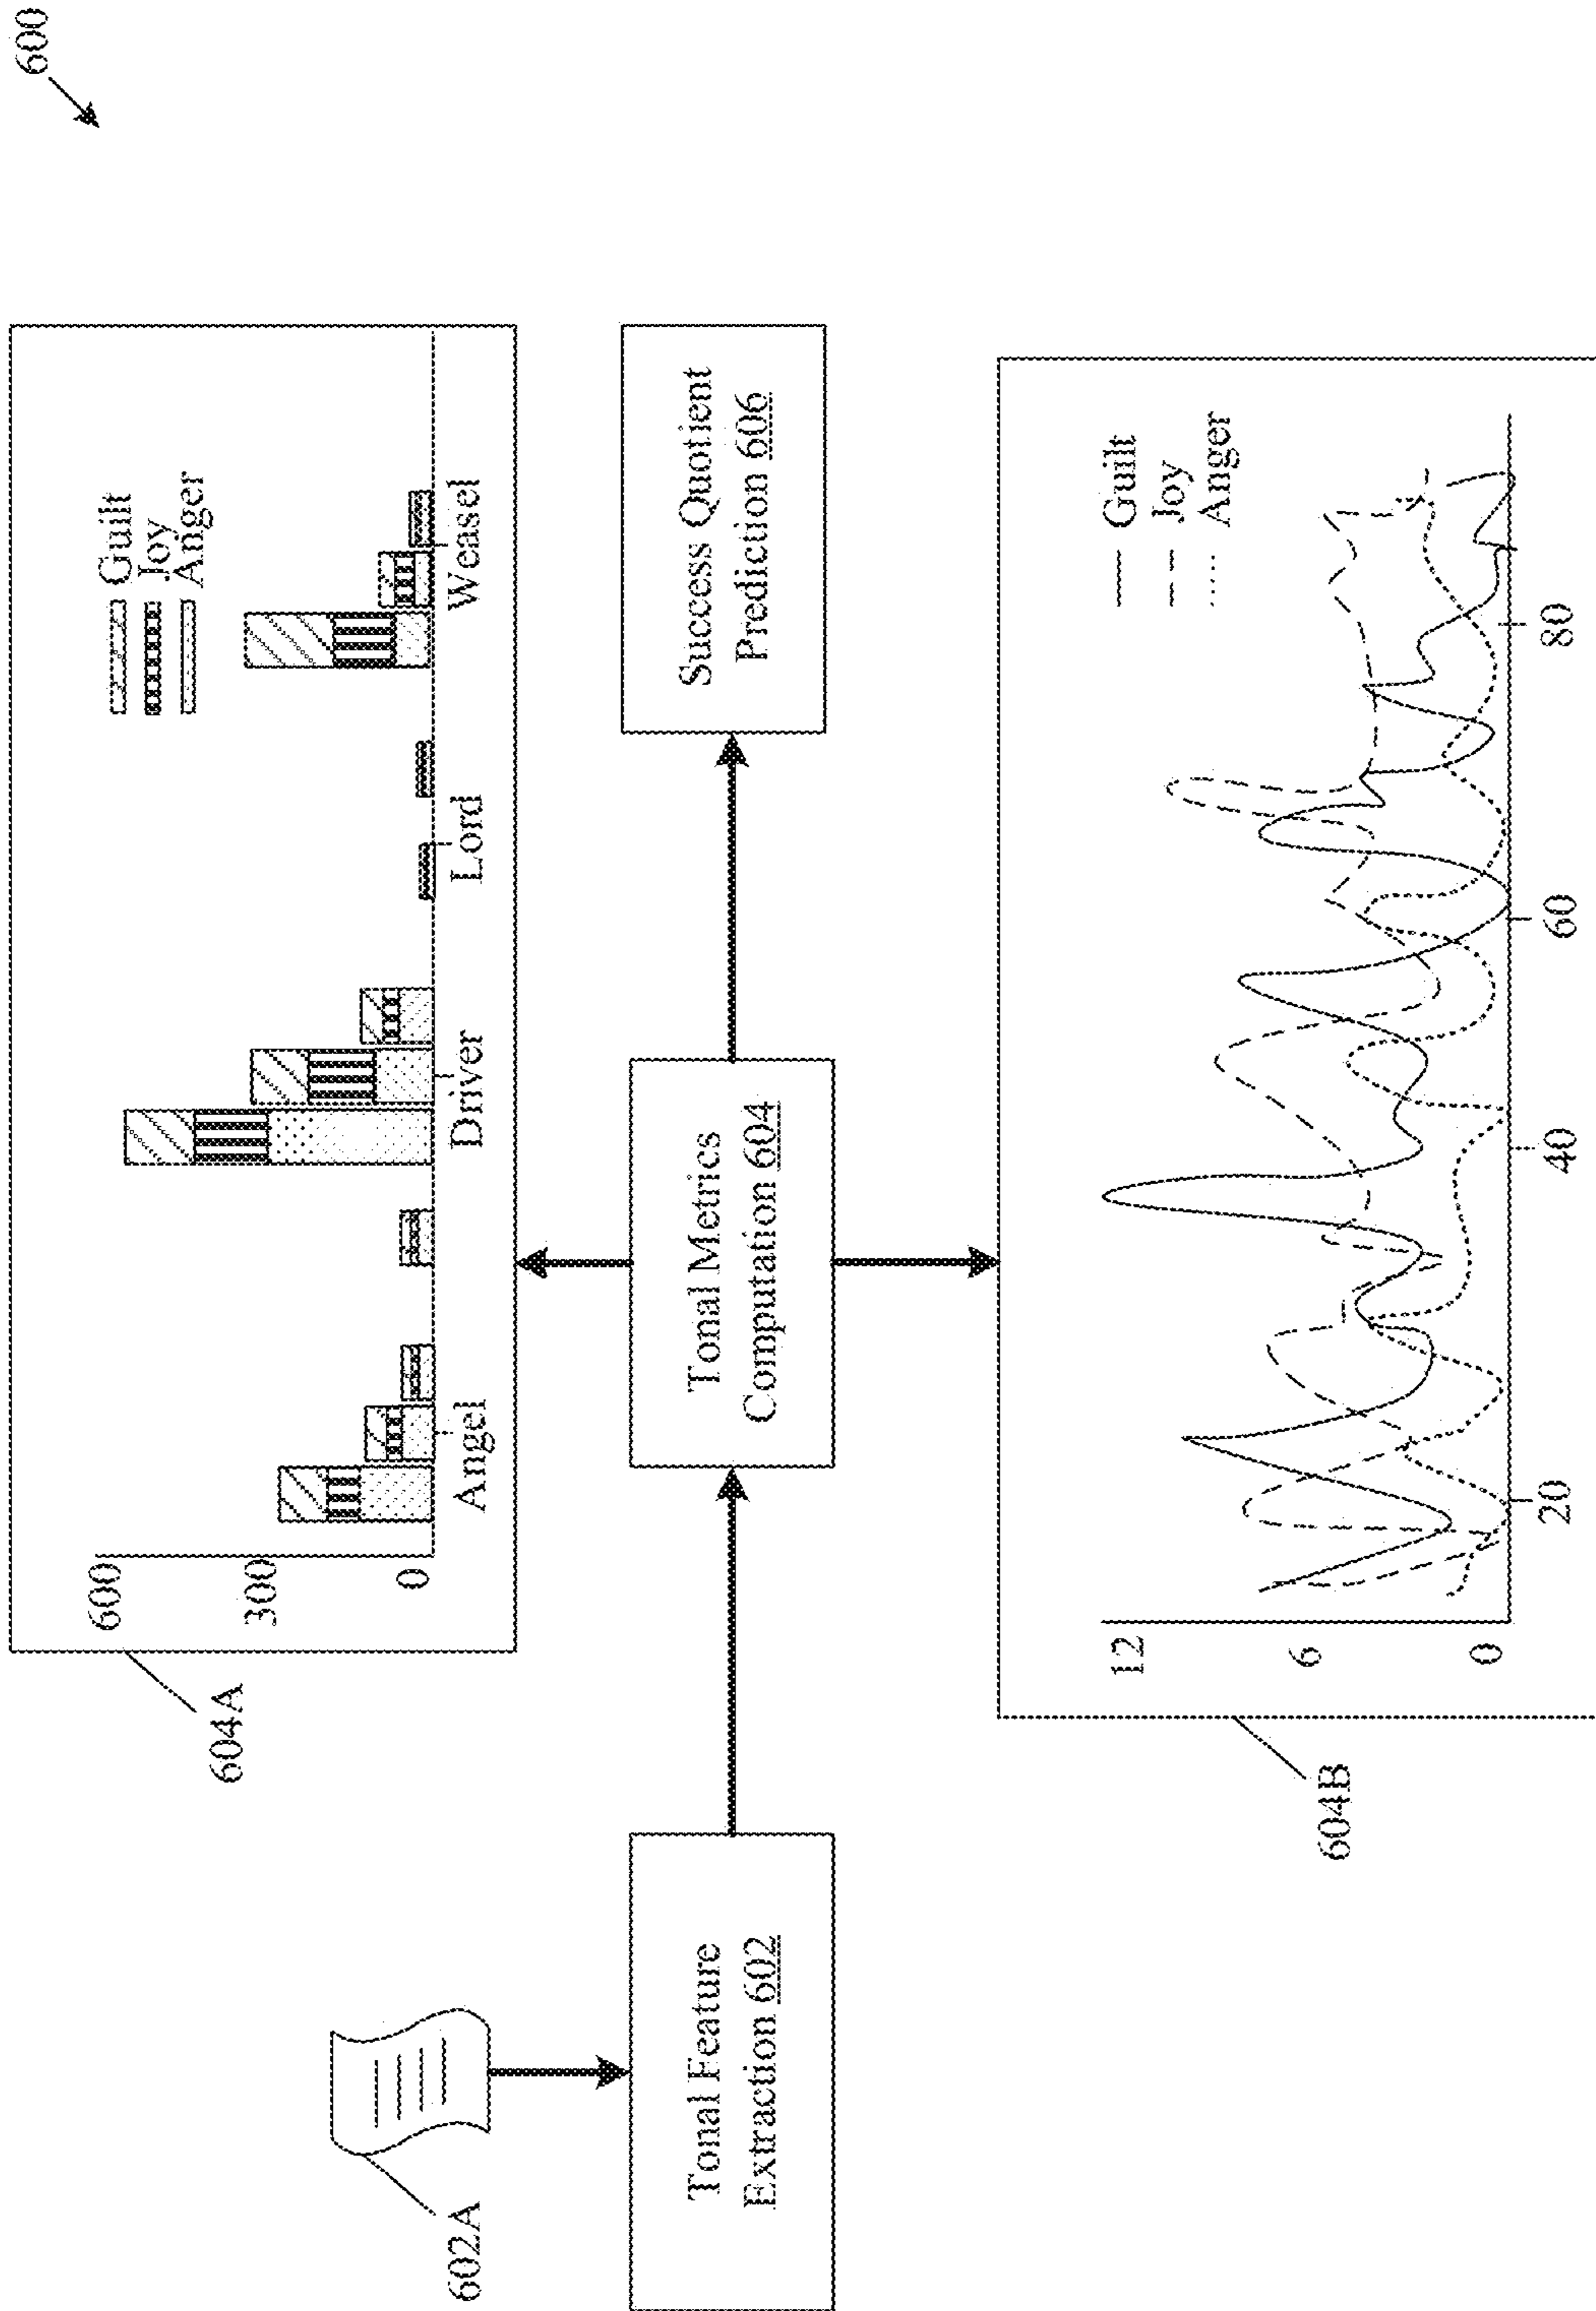 600
600
300
0
Guilt
Joy
Anger
Angel
Driver
Lord
Weasel
604A
602A
Tonal Feature
Extraction 602
Tonal Metrics
Computation 604
Success Quotient
Prediction 606
604B
12
6
0
Guilt
Joy
Anger
20
40
60
80